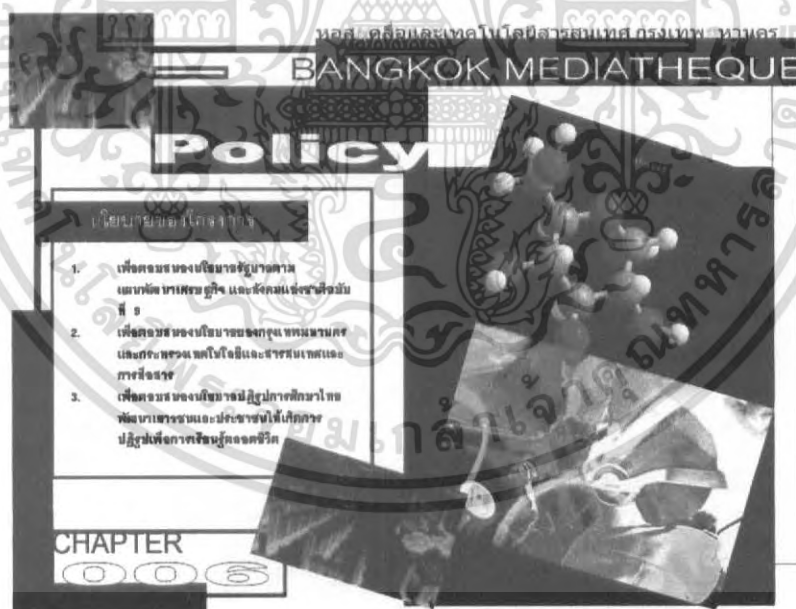 กรุงเทพ
BANGKOK MEDIATHEQUE
Policy
นโยบายของโครงการ
1. เพื่อตอบสนองนโยบายรัฐบาลตาม
แผนพัฒนาเศรษฐกิจ และสังคมแห่งชาติฉบับ
ที่ 9
2. เพื่อตอบสนองนโยบายของกรุงเทพมหานคร
และกระทรวงเทคโนโลยีและสารสนเทศและ
การสื่อสาร
3. เพื่อตอบสนองนโยบายปฏิรูปการศึกษาไทย
พัฒนาเยาวชนและประชาชนให้เกิดการ
ปฏิรูปเพื่อการเรียนรู้ตลอดชีวิต
CHAPTER
006